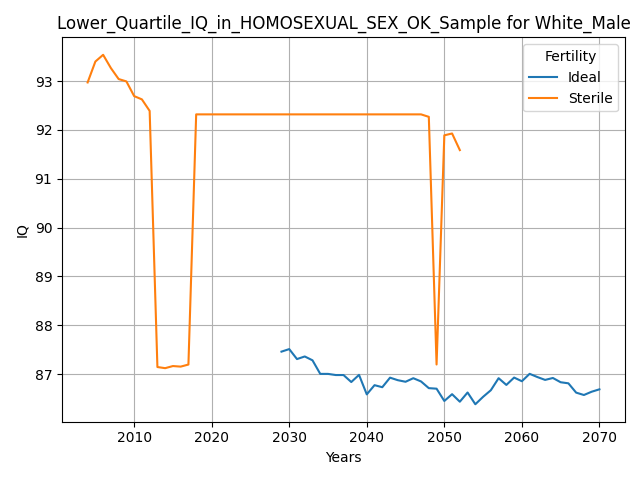 Lower_Quartile_IQ_in_HOMOSEXUAL_SEX_OK_Sample for White_Male
Fertility
Ideal
Sterile
93
92
91
90
89
88
87
IQ
2010
2020
2030
2040
2050
2060
2070
Years